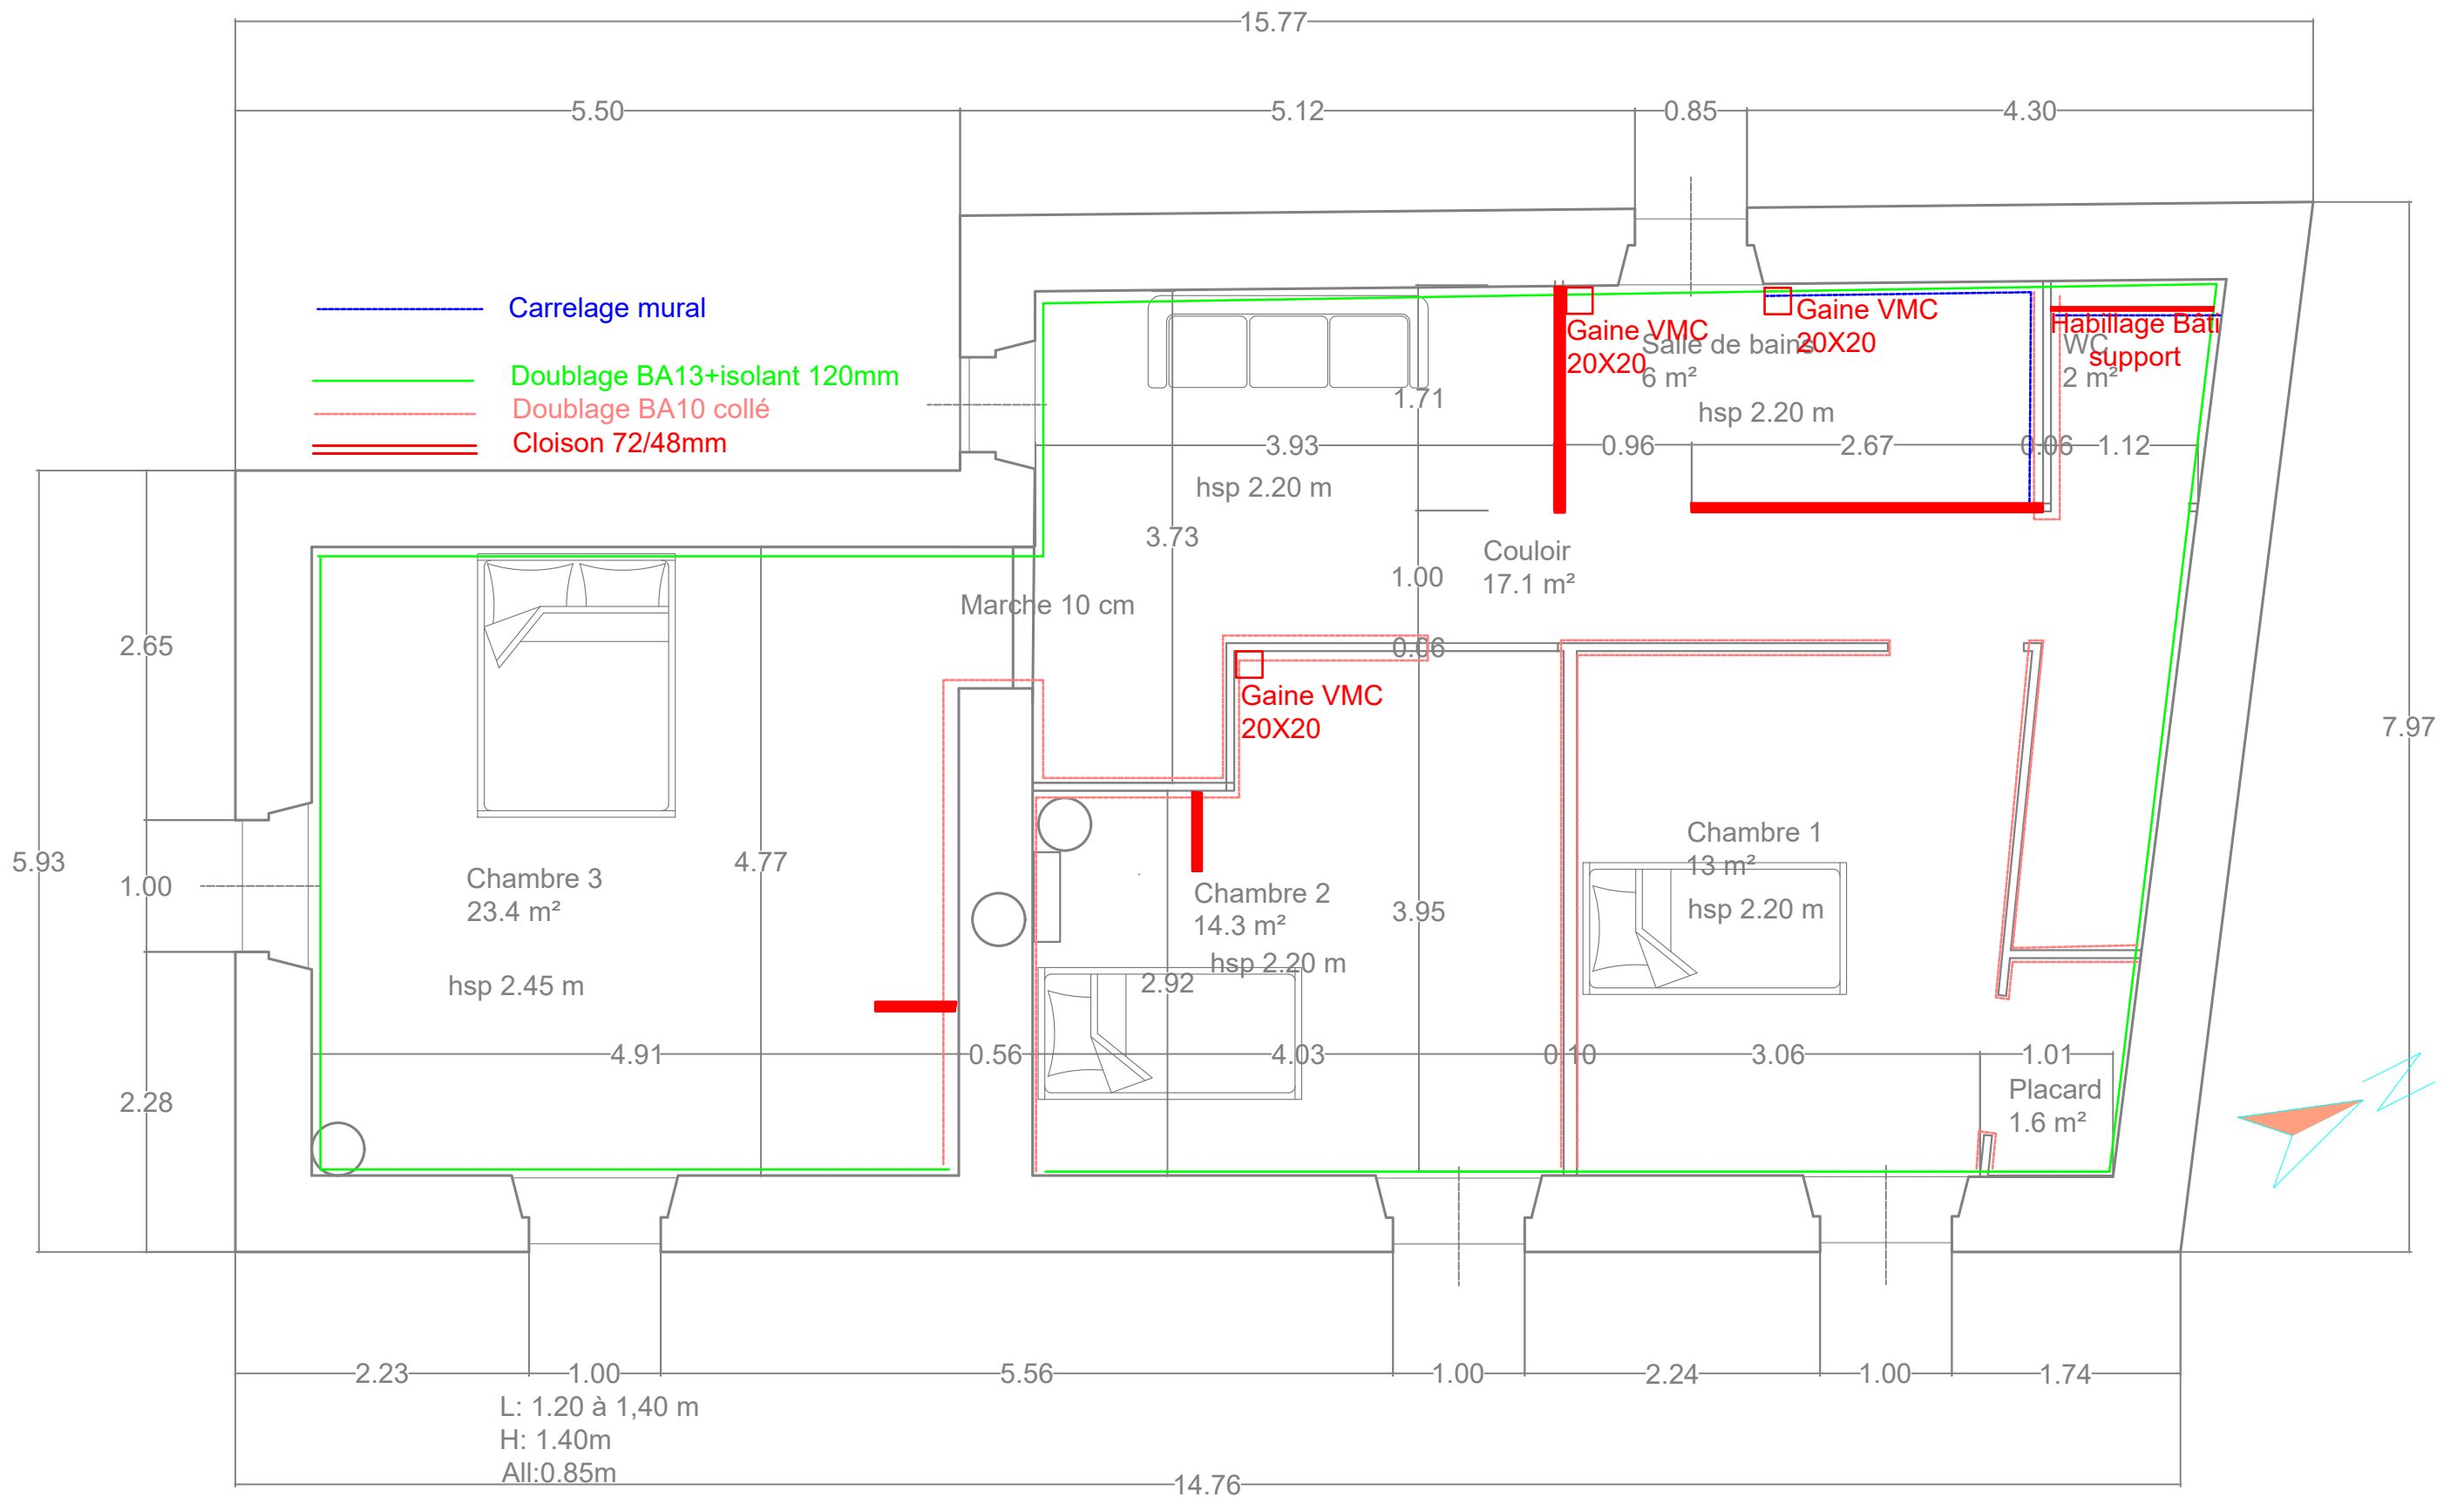 15.77
5.50
5.12
0.85
4.30
Carrelage mural
Doublage BA13+isolant 120mm
Doublage BA10 collé
Cloison 72/48mm
Gaine VMC
20X20
Salle de bains
6 m²
hsp 2.20 m
Gaine VMC
20X20
Habillage Bâti
support
WC
2 m²
1.71
3.93
0.96
2.67
0.06
1.12
hsp 2.20 m
3.73
Couloir
17.1 m²
1.00
Marche 10 cm
0.06
2.65
Gaine VMC
20X20
7.97
5.93
1.00
4.77
Chambre 3
23.4 m²
hsp 2.45 m
Chambre 2
14.3 m²
hsp 2.20 m
3.95
2.92
Chambre 1
13 m²
hsp 2.20 m
4.91
0.56
4.03
0.10
3.06
1.01
Placard
1.6 m²
2.28
2.23
1.00
5.56
1.00
2.24
1.00
1.74
L: 1.20 à 1,40 m
H: 1.40m
All:0.85m
14.76